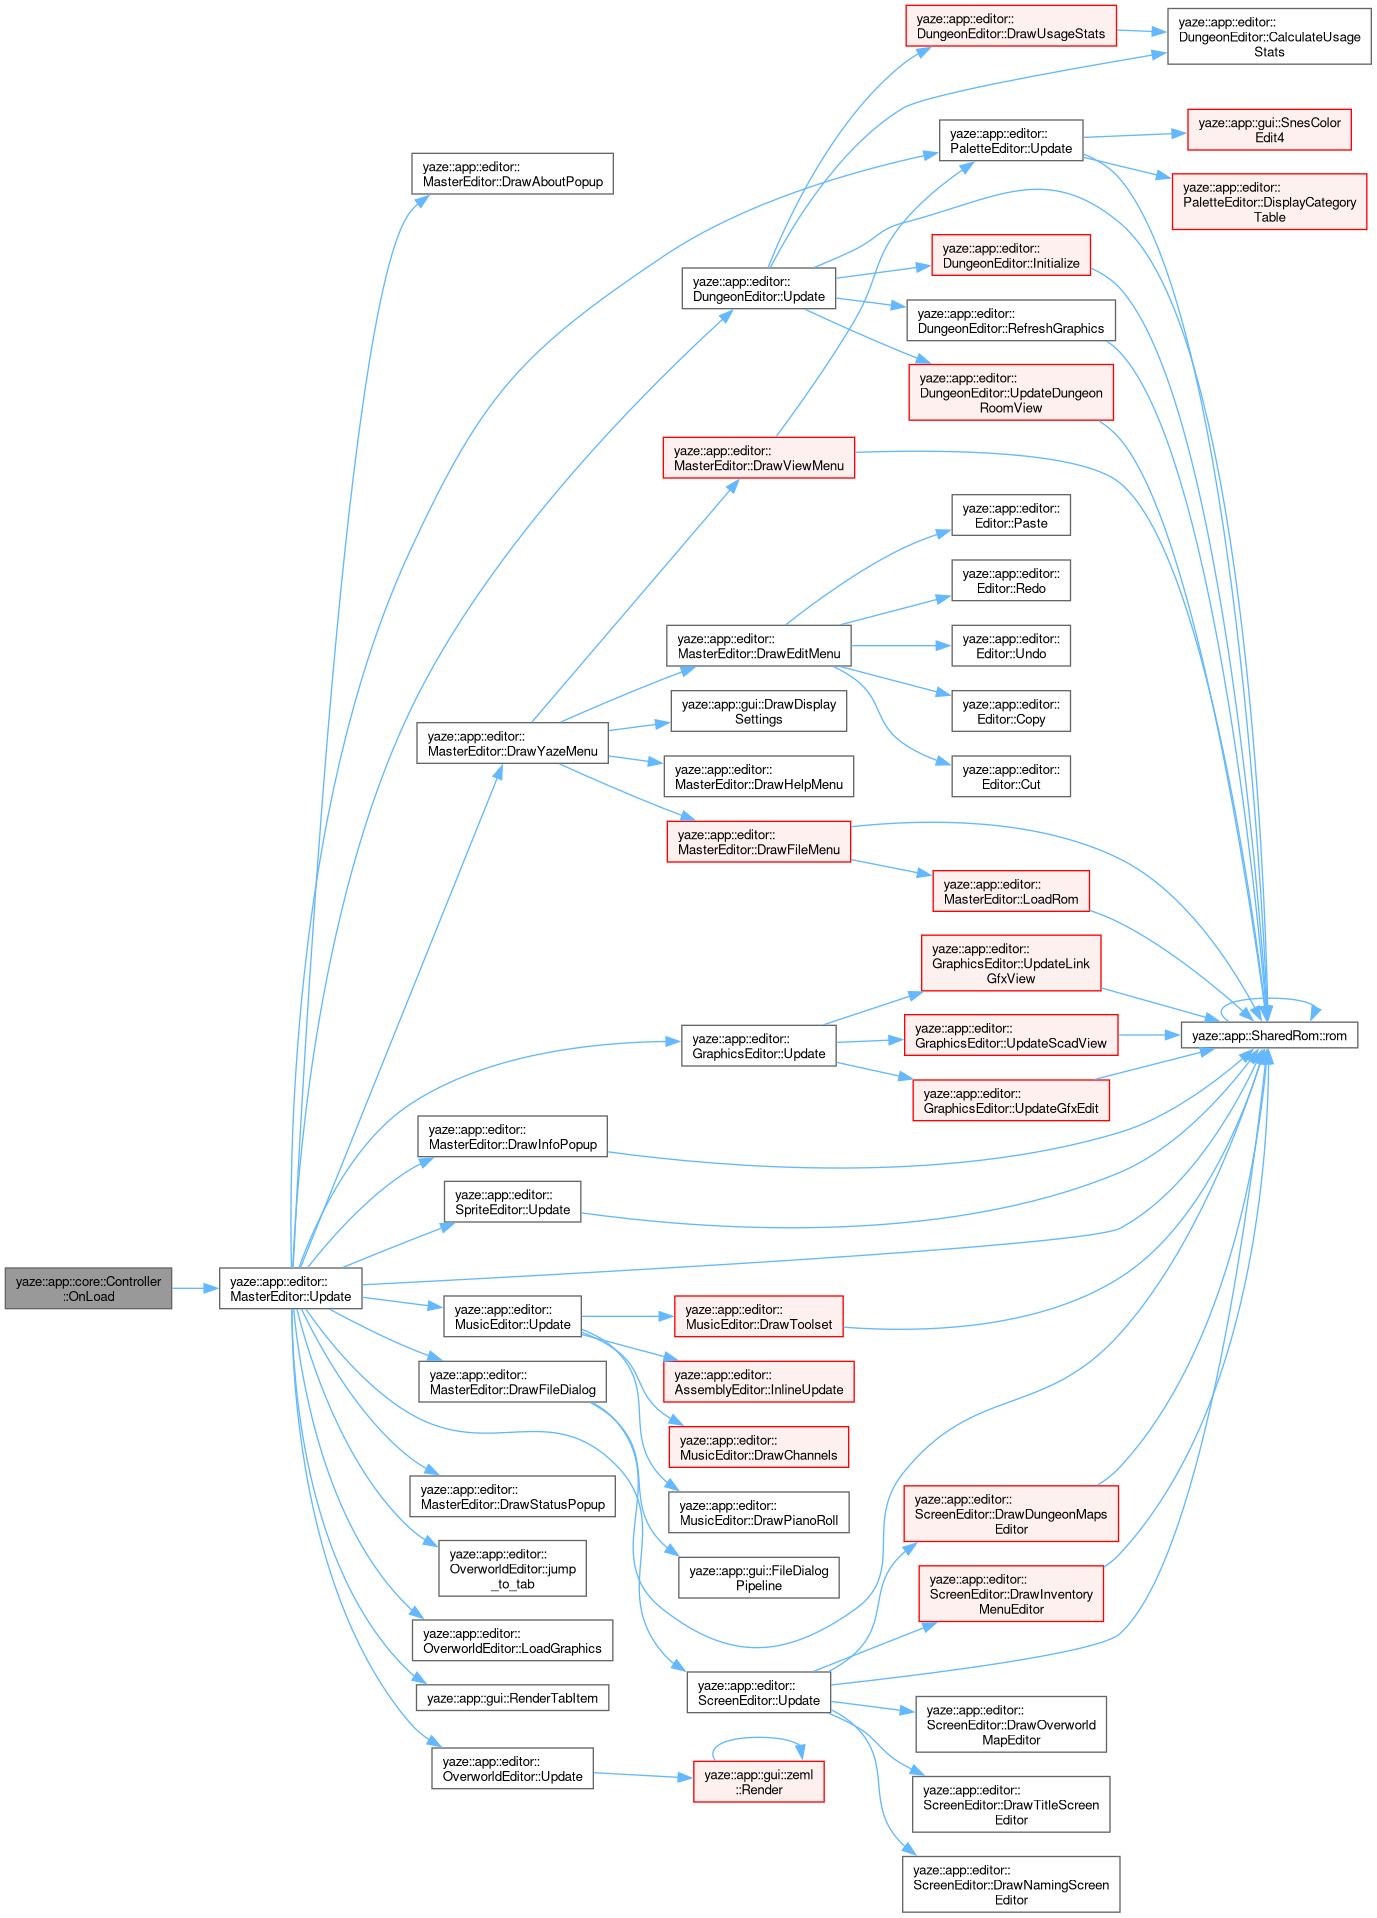 yaze::app::editor::
DungeonEditor::DrawUsageStats
yaze::app::editor::
DungeonEditor::CalculateUsage
Stats
yaze::app::editor::
PaletteEditor::Update
yaze::app::gui::SnesColor
Edit4
yaze::app::editor::
MasterEditor::DrawAboutPopup
yaze::app::editor::
PaletteEditor::DisplayCategory
Table
yaze::app::editor::
DungeonEditor::Initialize
yaze::app::editor::
DungeonEditor::Update
yaze::app::editor::
DungeonEditor::RefreshGraphics
yaze::app::editor::
DungeonEditor::UpdateDungeon
RoomView
yaze::app::editor::
MasterEditor::DrawViewMenu
yaze::app::editor::
Editor::Paste
yaze::app::editor::
Editor::Redo
yaze::app::editor::
MasterEditor::DrawEditMenu
yaze::app::editor::
Editor::Undo
yaze::app::gui::DrawDisplay
Settings
yaze::app::editor::
Editor::Copy
yaze::app::editor::
MasterEditor::DrawYazeMenu
yaze::app::editor::
MasterEditor::DrawHelpMenu
yaze::app::editor::
Editor::Cut
yaze::app::editor::
MasterEditor::DrawFileMenu
yaze::app::editor::
MasterEditor::LoadRom
yaze::app::editor::
GraphicsEditor::UpdateLink
GfxView
yaze::app::editor::
GraphicsEditor::Update
yaze::app::editor::
GraphicsEditor::UpdateScadView
yaze::app::SharedRom::rom
yaze::app::editor::
GraphicsEditor::UpdateGfxEdit
yaze::app::editor::
MasterEditor::DrawInfoPopup
yaze::app::editor::
SpriteEditor::Update
yaze::app::core::Controller
::OnLoad
yaze::app::editor::
MasterEditor::Update
yaze::app::editor::
MusicEditor::Update
yaze::app::editor::
MusicEditor::DrawToolset
yaze::app::editor::
MasterEditor::DrawFileDialog
yaze::app::editor::
AssemblyEditor::InlineUpdate
yaze::app::editor::
MusicEditor::DrawChannels
yaze::app::editor::
MasterEditor::DrawStatusPopup
yaze::app::editor::
MusicEditor::DrawPianoRoll
yaze::app::editor::
ScreenEditor::DrawDungeonMaps
Editor
yaze::app::editor::
OverworldEditor::jump
_to_tab
yaze::app::gui::FileDialog
Pipeline
yaze::app::editor::
ScreenEditor::DrawInventory
MenuEditor
yaze::app::editor::
OverworldEditor::LoadGraphics
yaze::app::gui::RenderTabItem
yaze::app::editor::
ScreenEditor::Update
yaze::app::editor::
ScreenEditor::DrawOverworld
MapEditor
yaze::app::editor::
OverworldEditor::Update
yaze::app::gui::zeml
::Render
yaze::app::editor::
ScreenEditor::DrawTitleScreen
Editor
yaze::app::editor::
ScreenEditor::DrawNamingScreen
Editor